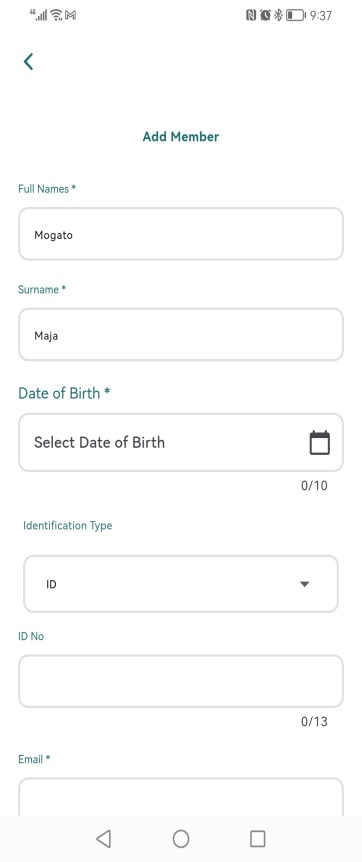 9:37
Add Member
Full Names *
Mogato
Surname *
Maja
Date of Birth *
Select Date of Birth
0/10
Identification Type
ID
ID No
0/13
Email *